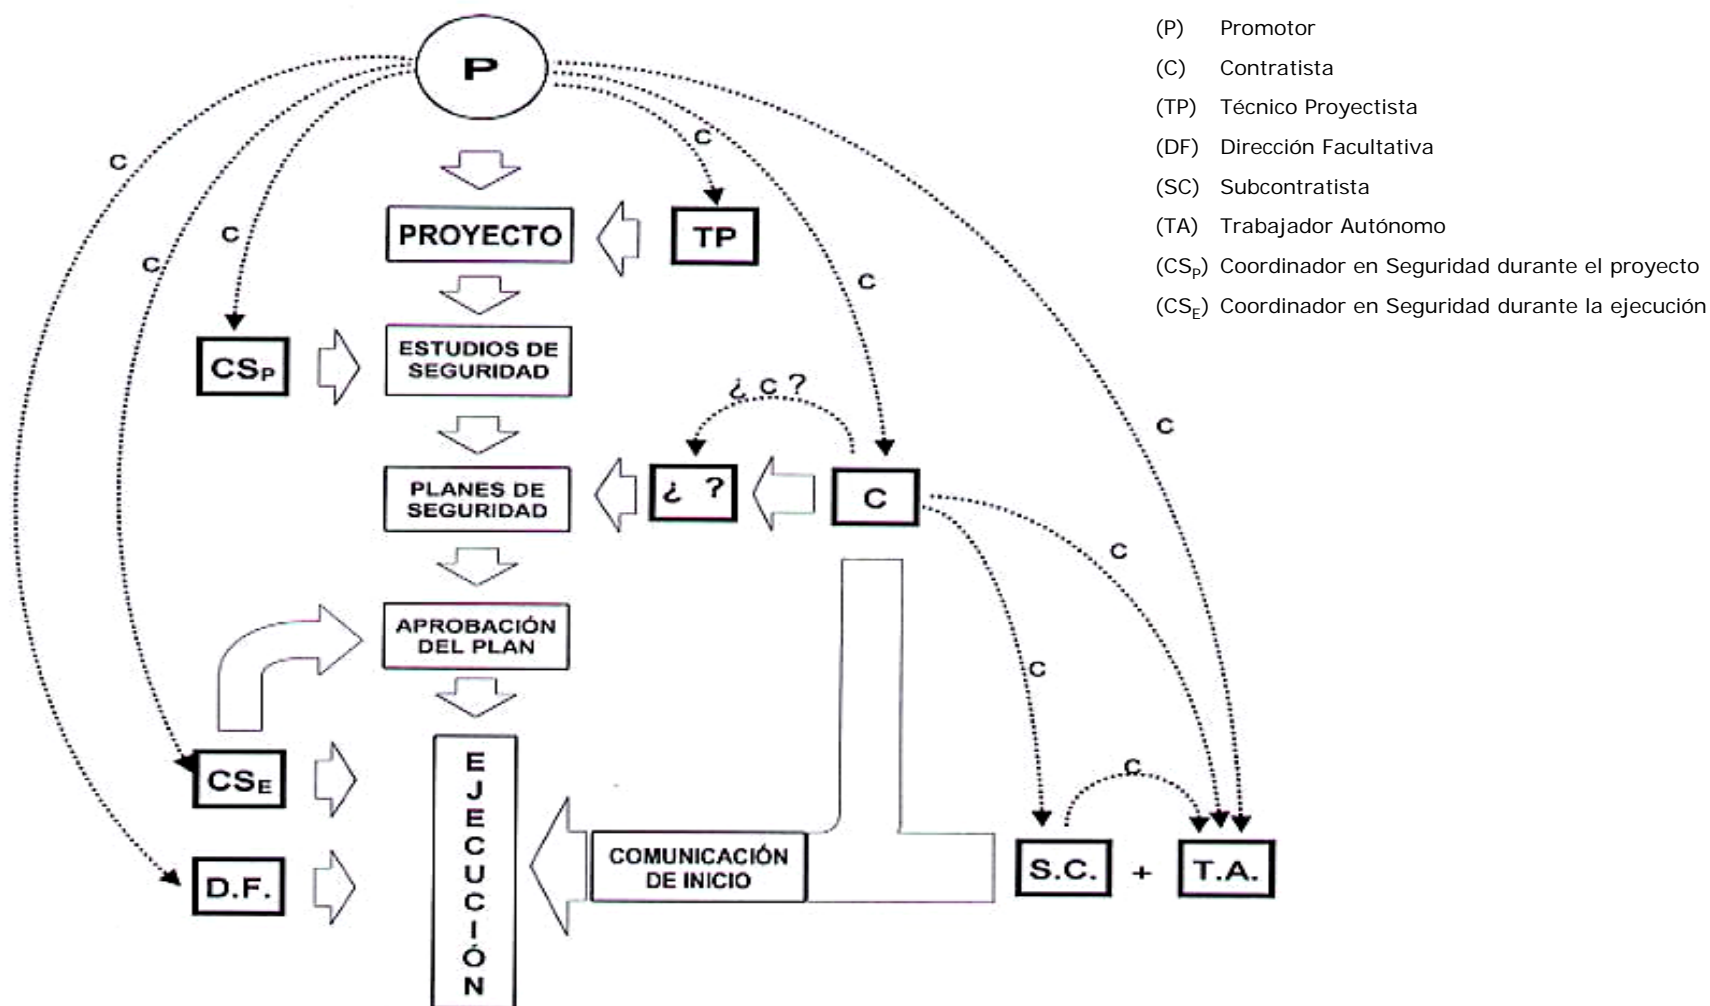 P
(P) Promotor
(C) Contratista
(TP) Técnico Proyectista
(DF) Dirección Facultativa
(SC) Subcontratista
(TA) Trabajador Autónomo
(CSP) Coordinador en Seguridad durante el proyecto
(CSE) Coordinador en Seguridad durante la ejecución
C
C
C
C
C
C
PROYECTO
TP
CSP
ESTUDIOS DE
SEGURIDAD
¿ C ?
PLANES DE
SEGURIDAD
¿ ?
C
C
C
APROBACIÓN
DEL PLAN
CSE
D.F.
EJECUCIÓN
COMUNICACIÓN
DE INICIO
C
S.C.
+
T.A.